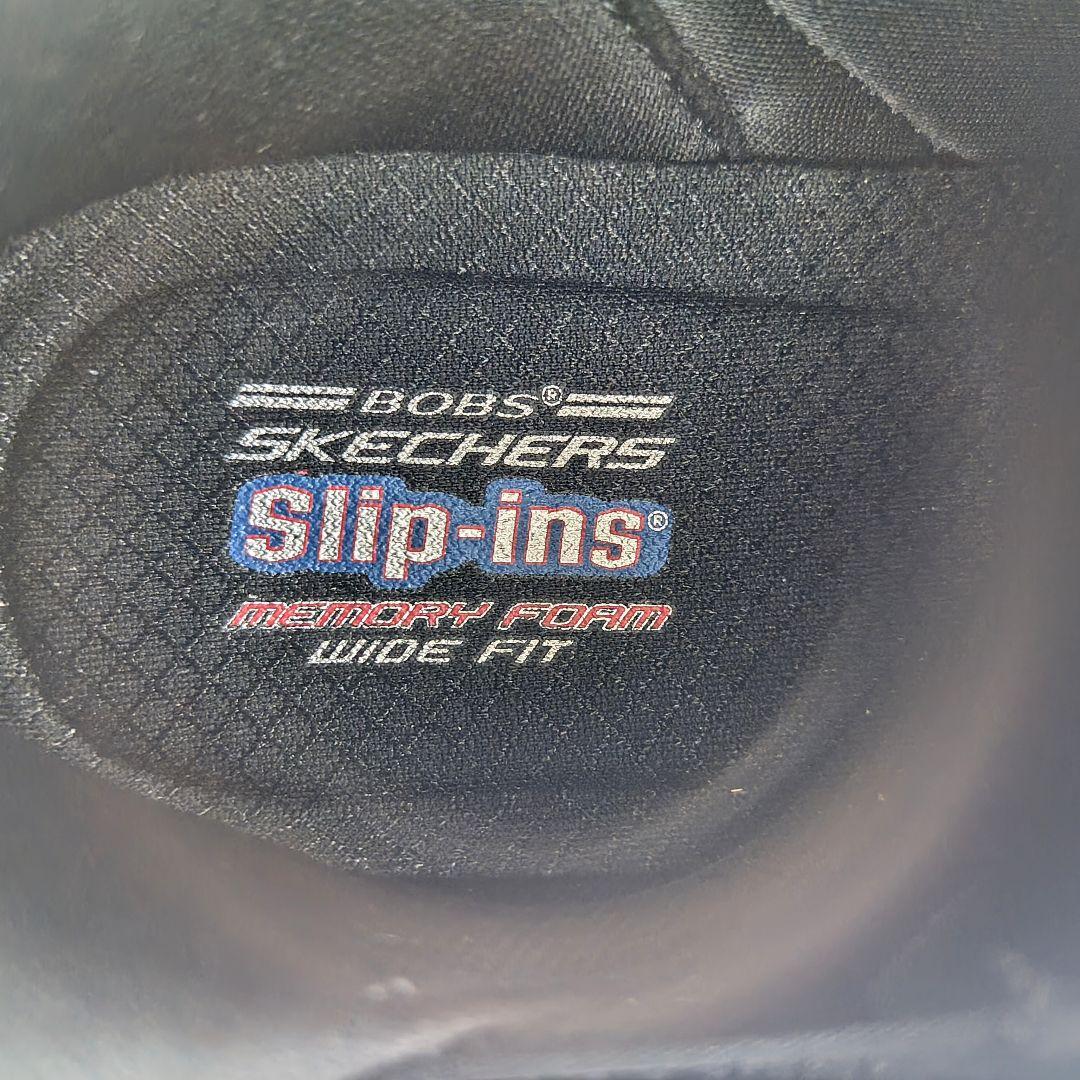 BOBS®
SKECHERS
Slip-ins®
MEMORY FOAM
WIDE FIT